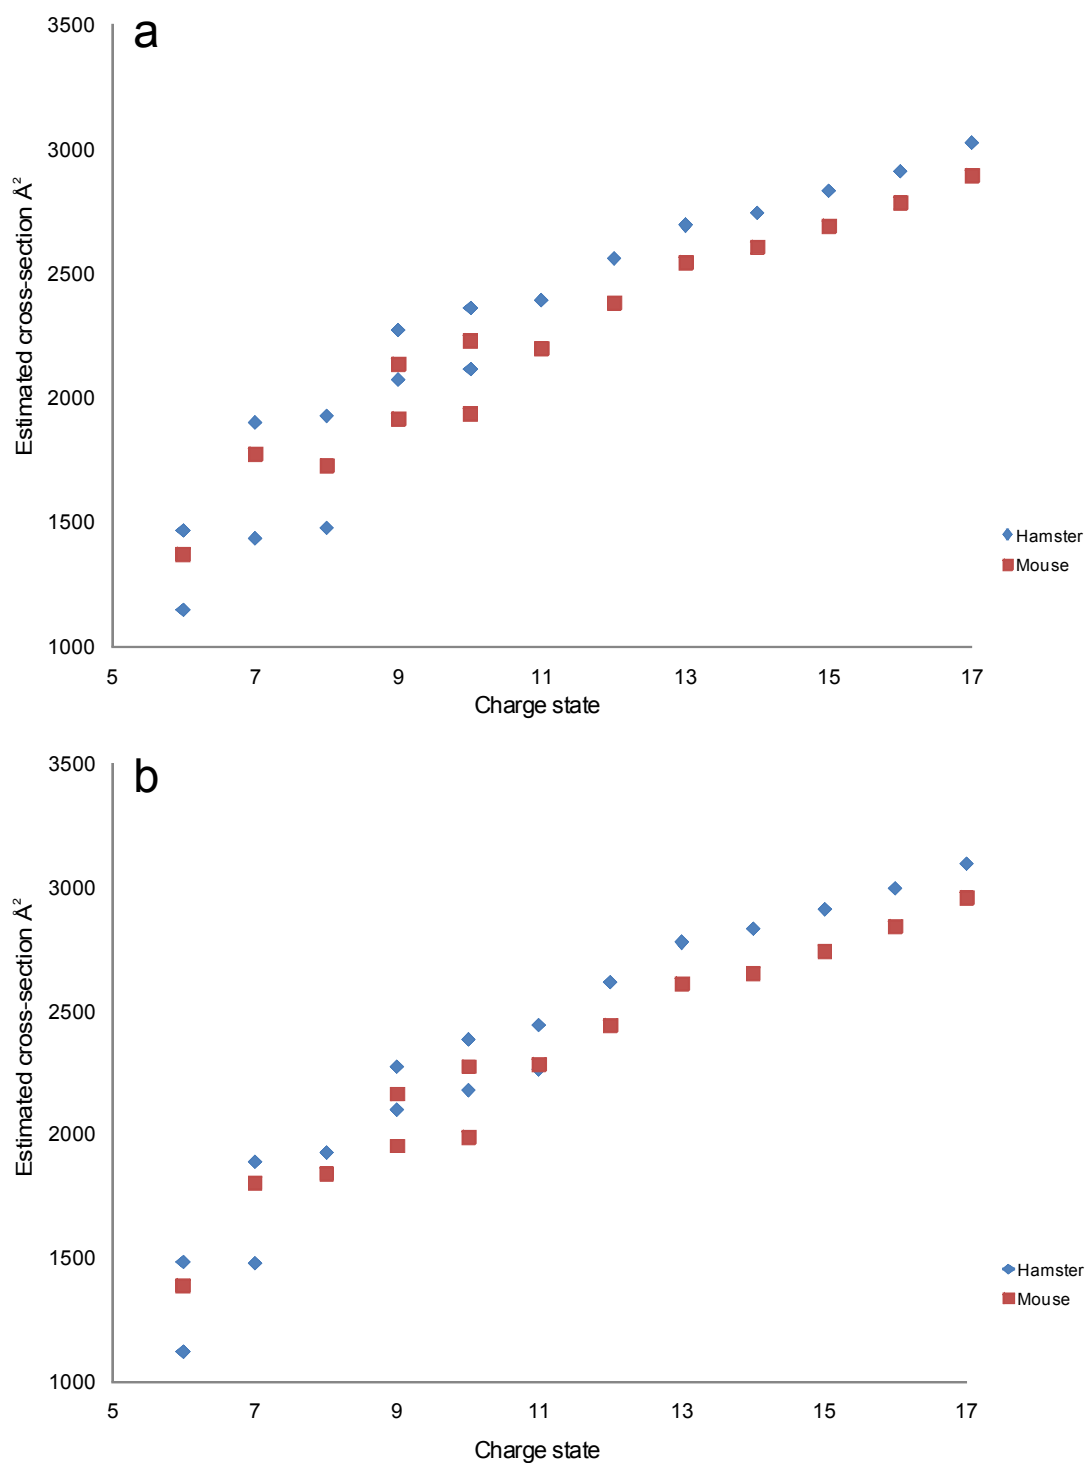 a
3500
3000
2500
2000
1500
1000
Estimated cross-section Å²
5 7 9 11 13 15 17
Charge state
Hamster
Mouse
b
3500
3000
2500
2000
1500
1000
Estimated cross-section Å²
5 7 9 11 13 15 17
Charge state
Hamster
Mouse